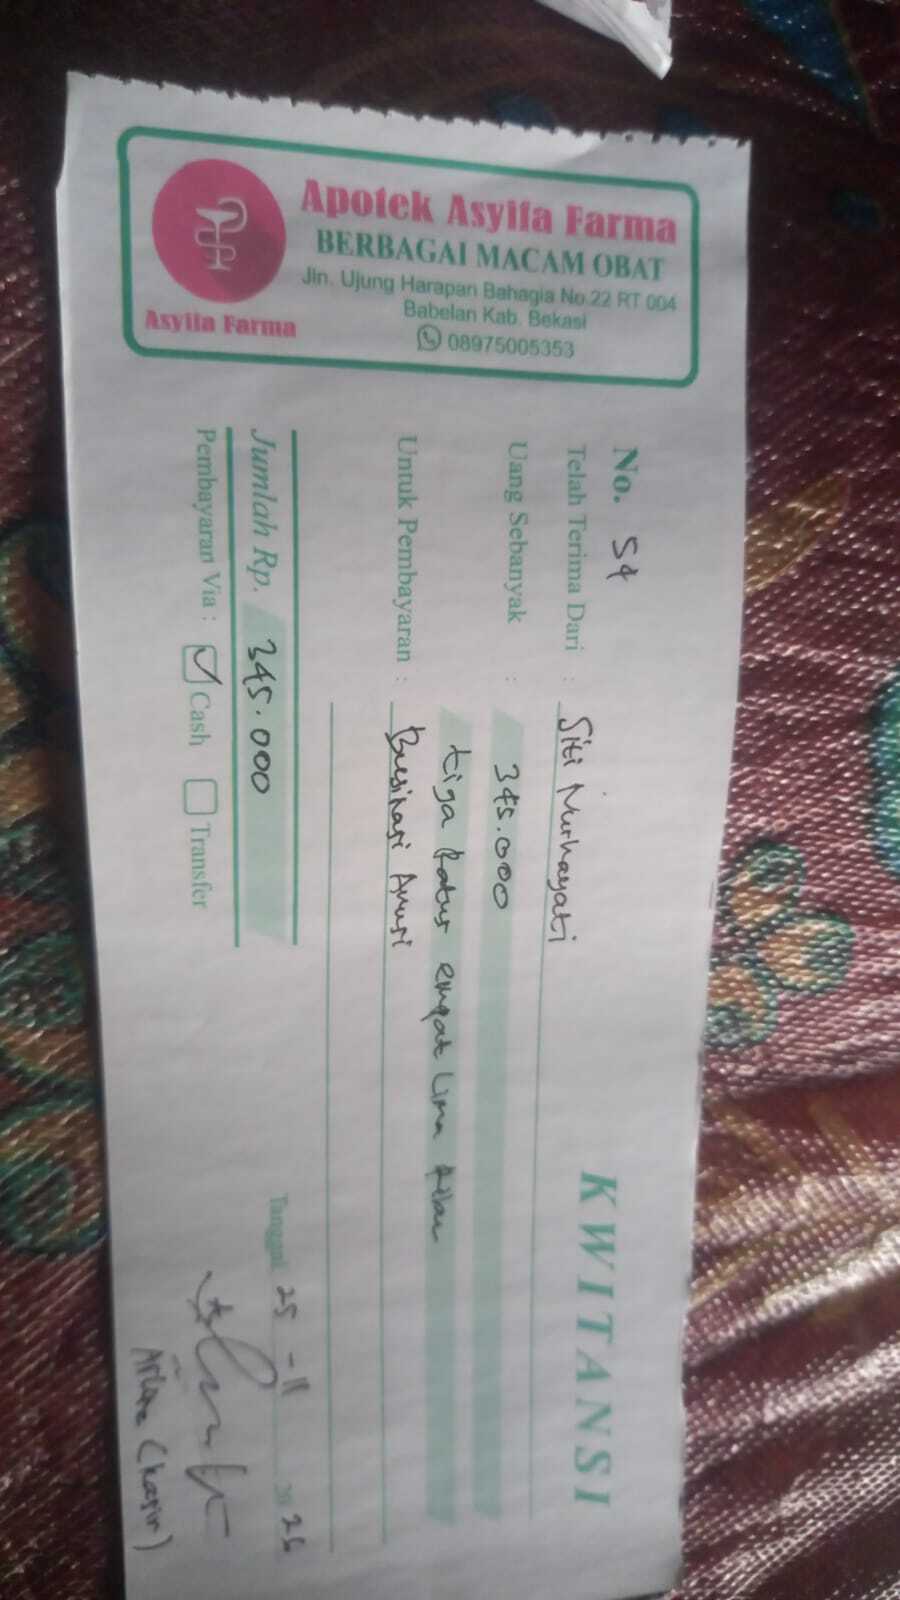 Apotek Asyifa Farma
BERBAGAI MACAM OBAT
Jln. Ujung Harapan Bahagia No.22 RT 004
Babelan Kab. Bekasi
08975005353
Asyifa Farma
KWITANSI
No. 54
Telah Terima Dari : Siti Nurhayati
Uang Sebanyak : 345.000
tiga Ratus empat Lima Ribu
Untuk Pembayaran :
Jumlah Rp. 345.000
Pembayaran Via : Cash Transfer
Tanggal 25 - 11 20 25
(kasir)